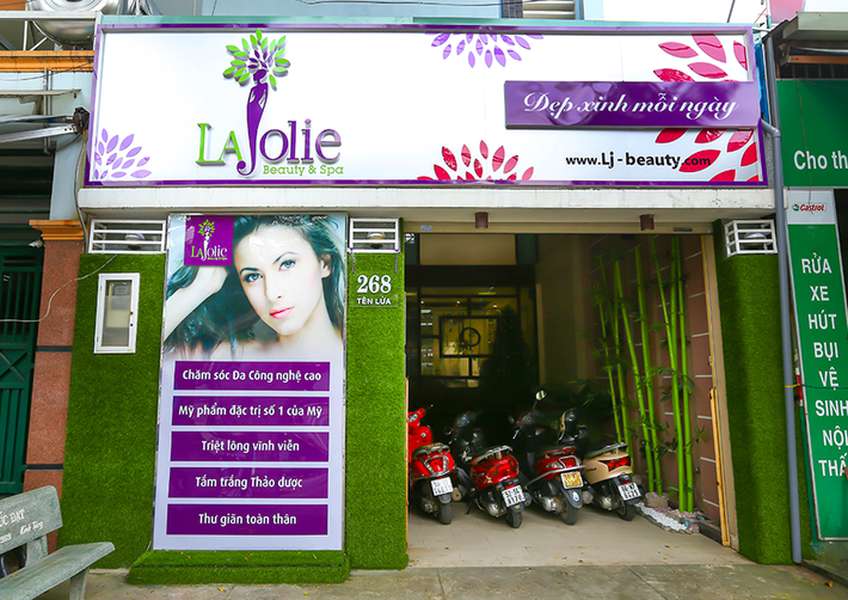 LAJolie
Beauty & Spa
Đẹp xinh mỗi ngày
www.Lj-beauty.com
LAJolie
268
TÊN LỬA
Chăm sóc Da Công nghệ cao
Mỹ phẩm đặc trị số 1 của Mỹ
Triệt lông vĩnh viễn
Tắm trắng Thảo dược
Thư giãn toàn thân
Cho th
Castrol
RỬA
XE
HÚT
BỤI
VỆ
SINH
NỘI
THẤ